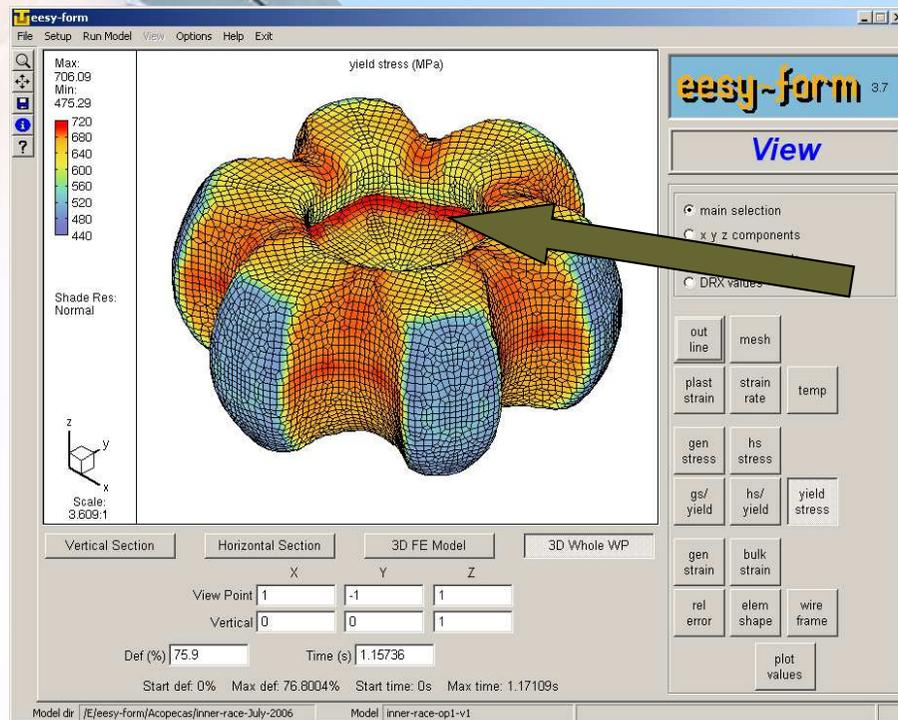 eesy-form
File Setup Run Model View Options Help Exit
Max:
706.09
Min:
475.29
720
680
640
600
560
520
480
440
Shade Res:
Normal
z
y
x
Scale:
3.609:1
yield stress (MPa)
eesy-form 3.7
View
main selection
x y z components
DRX values
out line
mesh
plast strain
strain rate
temp
gen stress
hs stress
gs/ yield
hs/ yield
yield stress
gen strain
bulk strain
rel error
elem shape
wire frame
plot values
Vertical Section Horizontal Section 3D FE Model 3D Whole WP
X Y Z
View Point 1 -1 1
Vertical 0 0 1
Def (%) 75.9 Time (s) 1.15736
Start def: 0% Max def: 76.8004% Start time: 0s Max time: 1.17109s
Model dir /E/eesy-form/Acopecas/inner-race-July-2006 Model inner-race-op1-v1